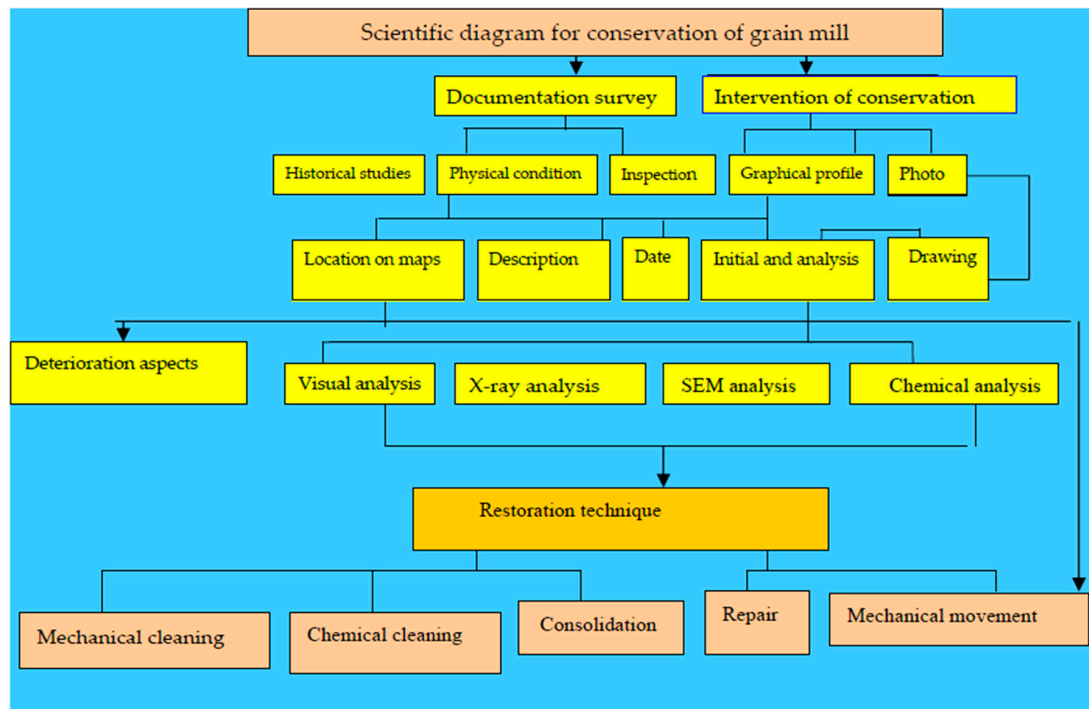 Scientific diagram for conservation of grain mill
Documentation survey
Intervention of conservation
Historical studies
Physical condition
Inspection
Graphical profile
Photo
Location on maps
Description
Date
Initial and analysis
Drawing
Deterioration aspects
Visual analysis
X-ray analysis
SEM analysis
Chemical analysis
Restoration technique
Mechanical cleaning
Chemical cleaning
Consolidation
Repair
Mechanical movement